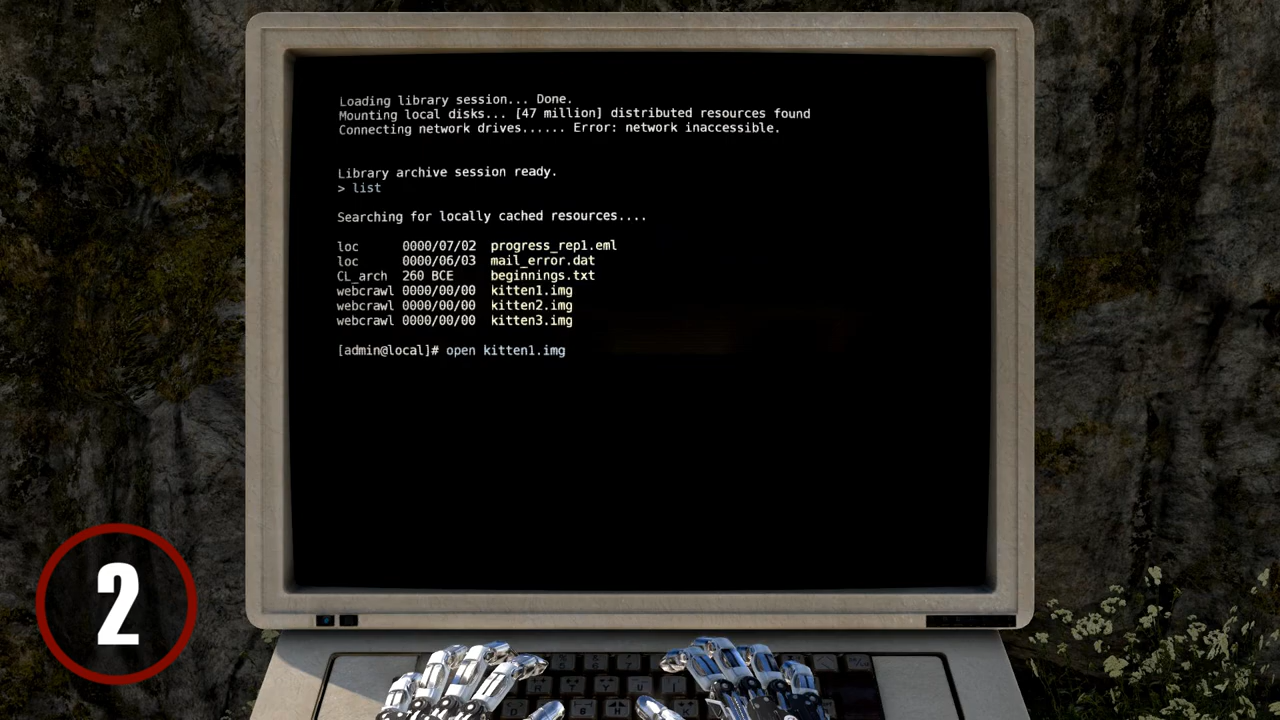 Loading library session... Done.
Mounting local disks... [47 million] distributed resources found
Connecting network drives...... Error: network inaccessible.
Library archive session ready.
> list
Searching for locally cached resources....
loc 0000/07/02 progress_rep1.eml
loc 0000/06/03 mail_error.dat
CL_arch 260 BCE beginnings.txt
webcrawl 0000/00/00 kitten1.img
webcrawl 0000/00/00 kitten2.img
webcrawl 0000/00/00 kitten3.img
[admin@local]# open kitten1.img
2